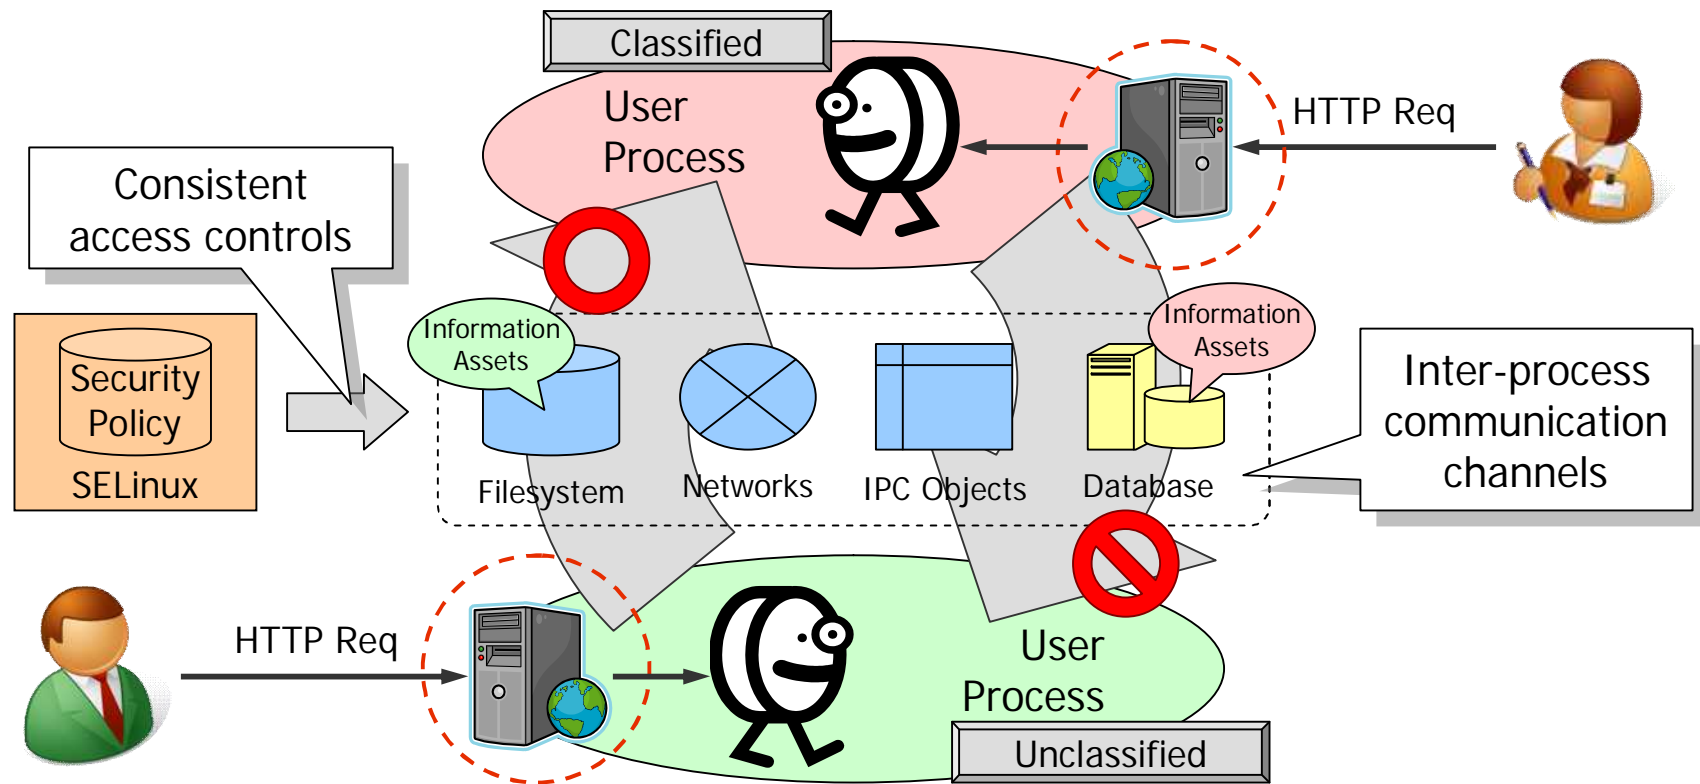 Classified
User
Process
HTTP Req
Consistent
access controls
Information
Assets
Information
Assets
Security
Policy
SELinux
Filesystem
Networks
IPC Objects
Database
Inter-process
communication
channels
HTTP Req
User
Process
Unclassified